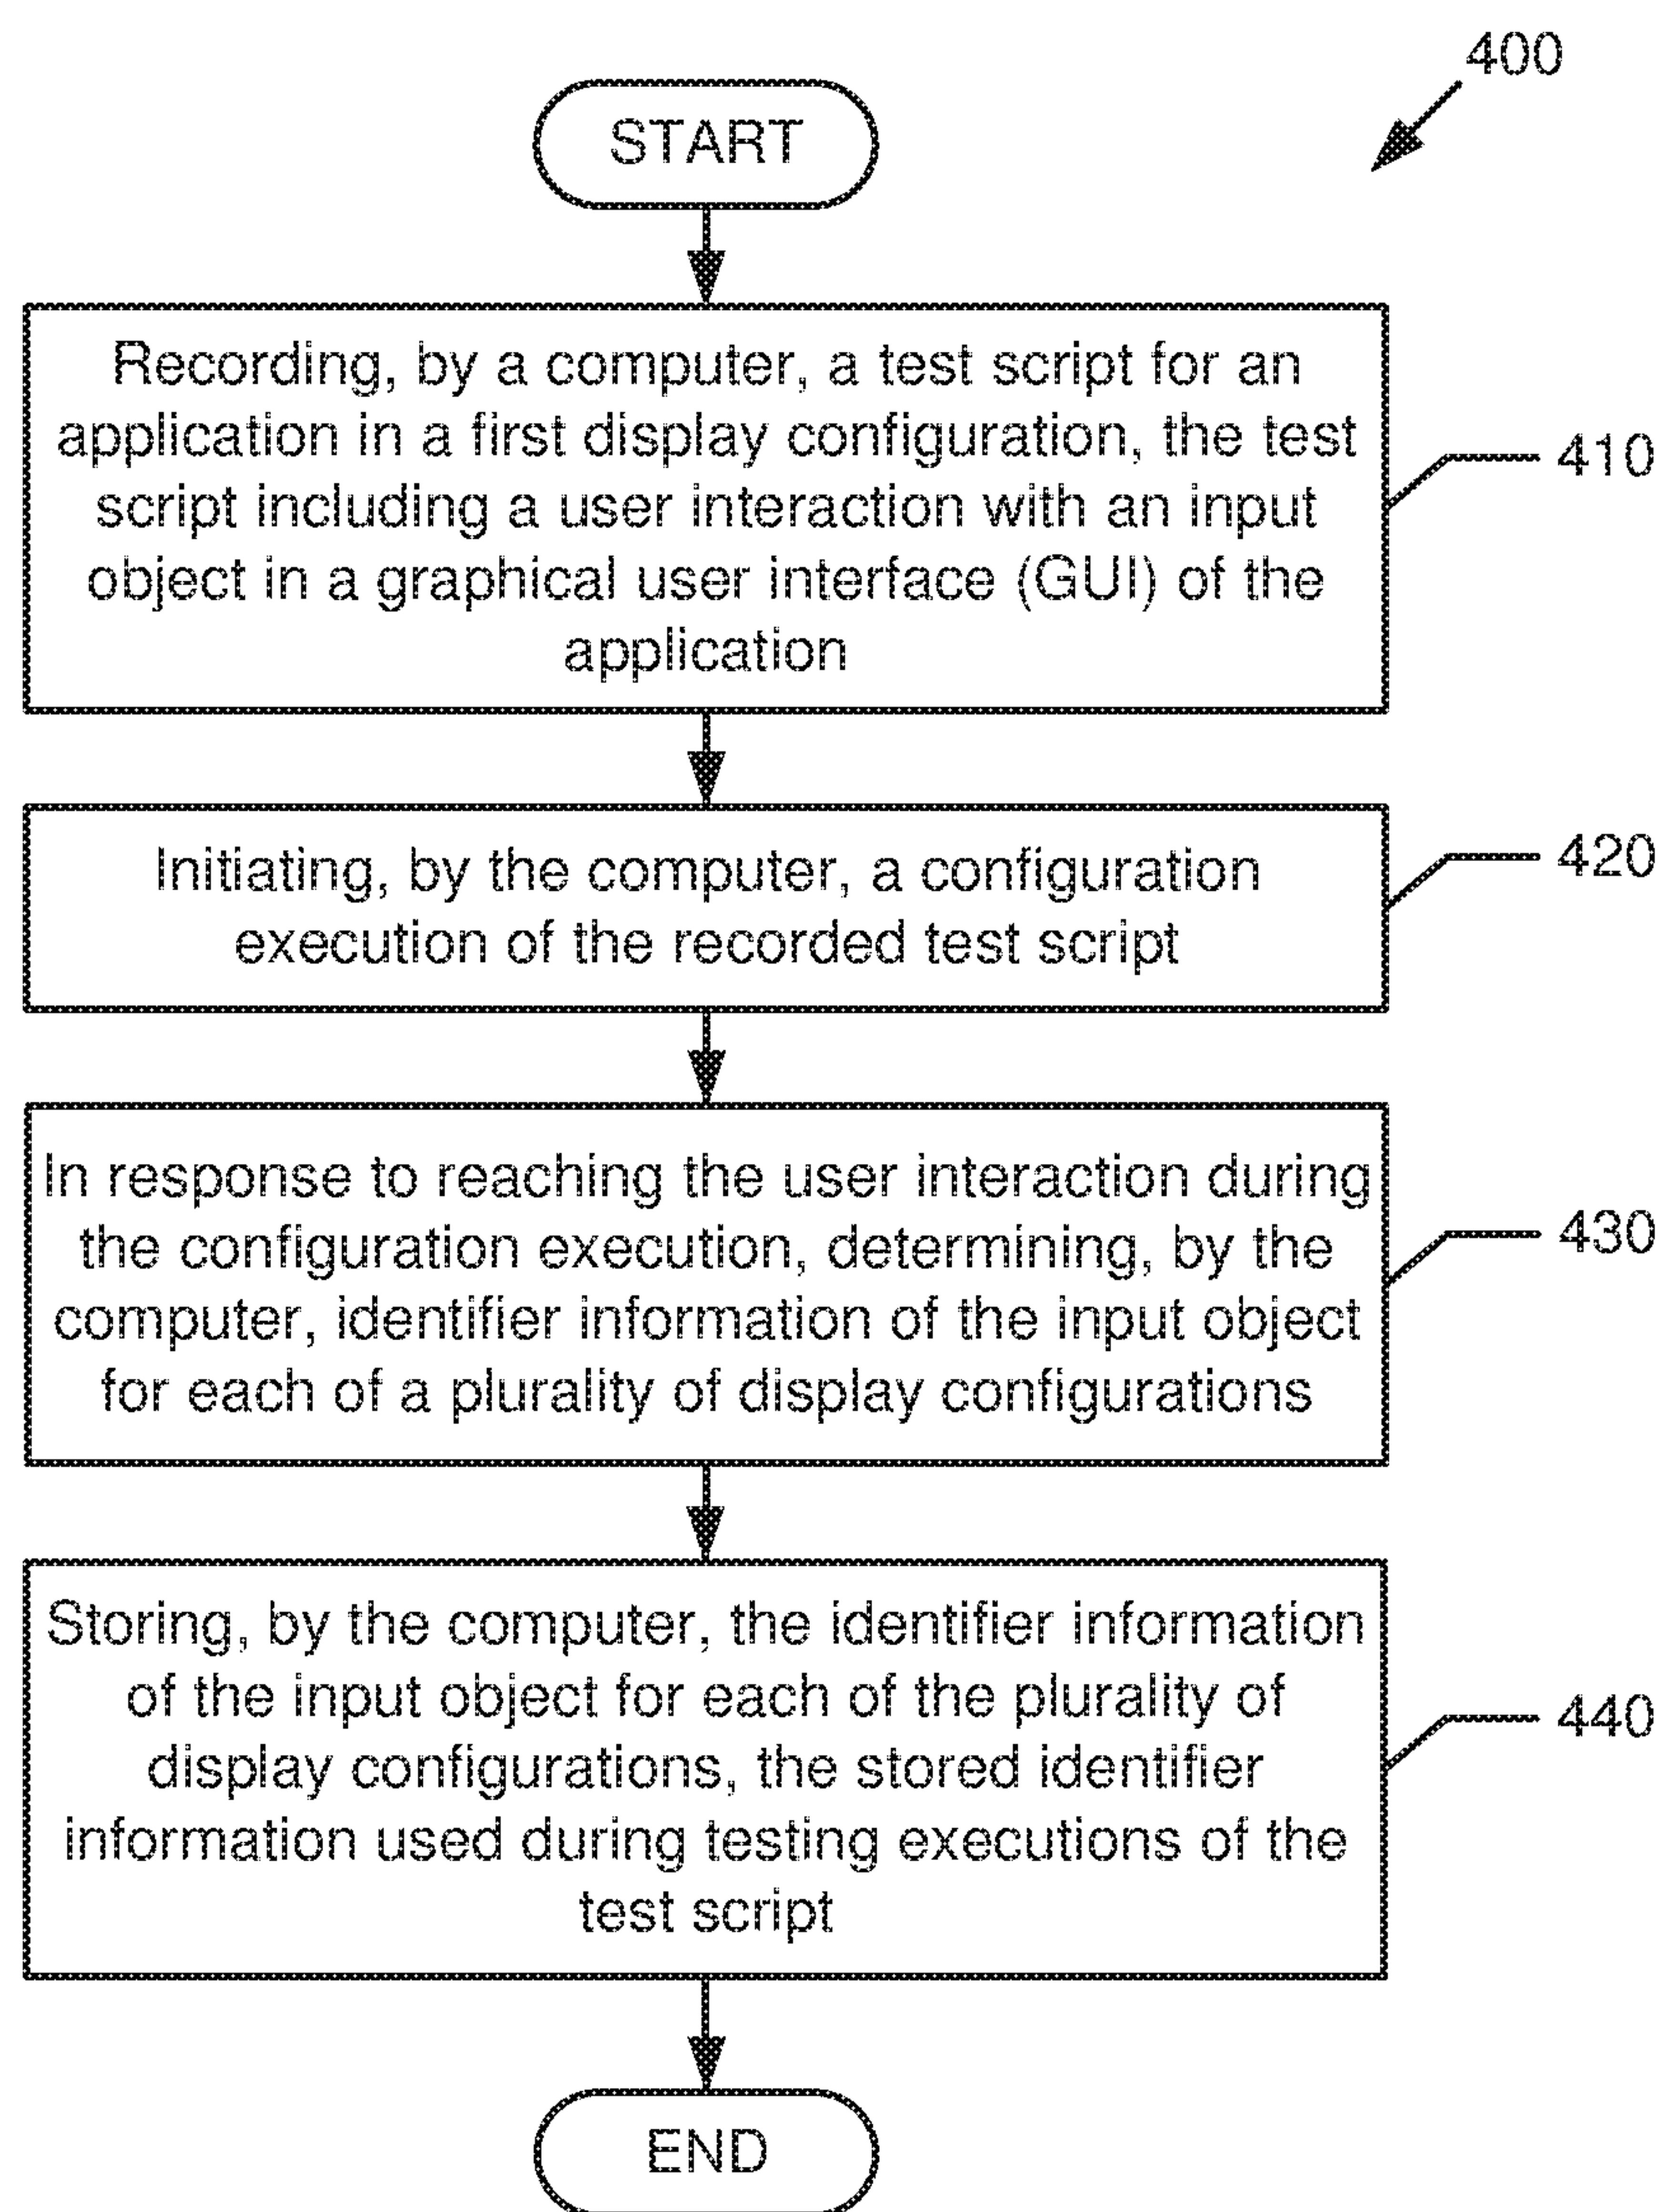 400
START
Recording, by a computer, a test script for an
application in a first display configuration, the test
script including a user interaction with an input
object in a graphical user interface (GUI) of the
application
410
Initiating, by the computer, a configuration
execution of the recorded test script
420
In response to reaching the user interaction during
the configuration execution, determining, by the
computer, identifier information of the input object
for each of a plurality of display configurations
430
Storing, by the computer, the identifier information
of the input object for each of the plurality of
display configurations, the stored identifier
information used during testing executions of the
test script
440
END